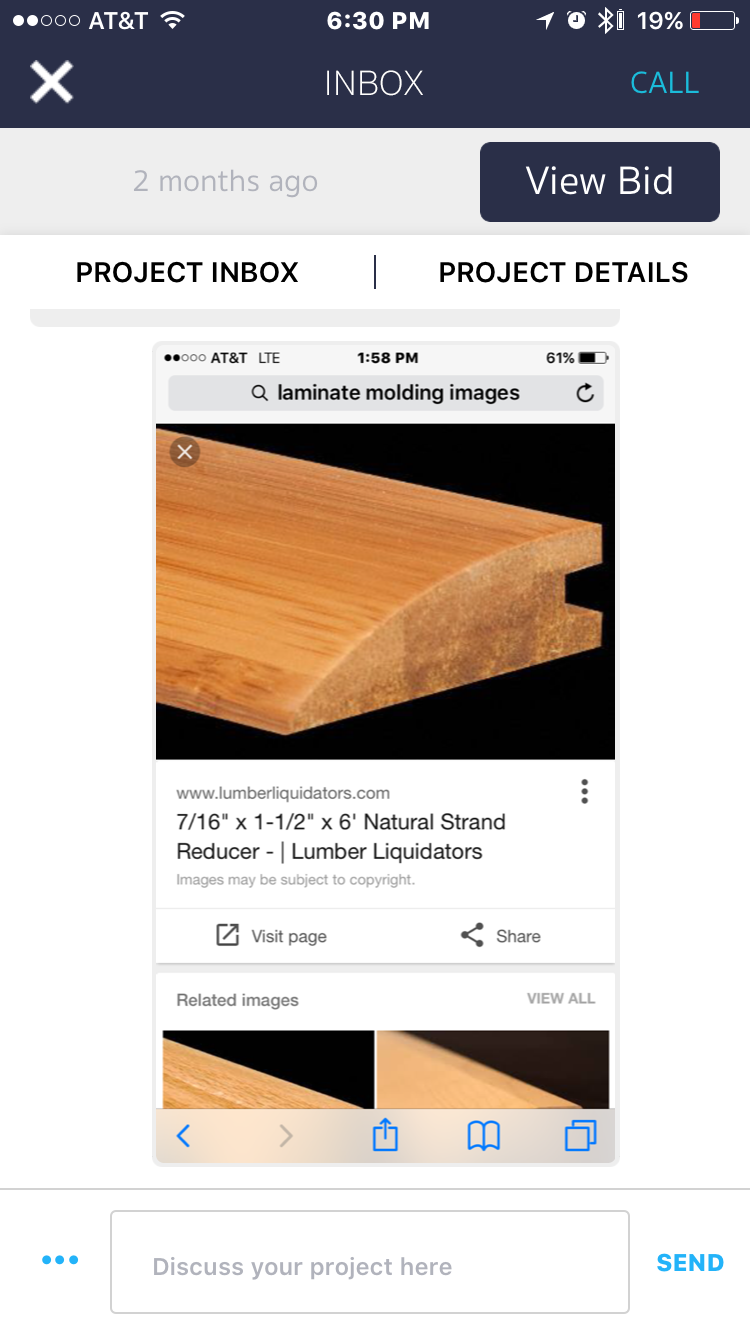 AT&T 6:30 PM 19%
INBOX CALL
2 months ago View Bid
PROJECT INBOX | PROJECT DETAILS
AT&T LTE 1:58 PM 61%
laminate molding images
www.lumberliquidators.com
7/16" x 1-1/2" x 6' Natural Strand
Reducer - | Lumber Liquidators
Images may be subject to copyright.
Visit page Share
Related images VIEW ALL
Discuss your project here SEND